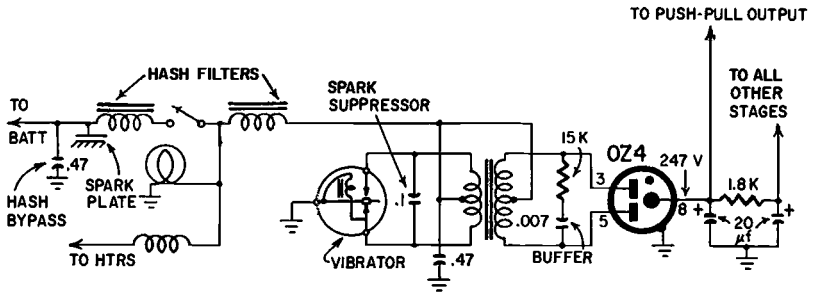 TO PUSH-PULL OUTPUT
HASH FILTERS
TO ALL
OTHER
STAGES
SPARK
SUPPRESSOR
TO
BATT
15K
OZ4
247 V
.47
3
1.8K
HASH
BYPASS
SPARK
PLATE
.1
.007
5
8
+
20
μf
+
TO HTRS
VIBRATOR
.47
BUFFER